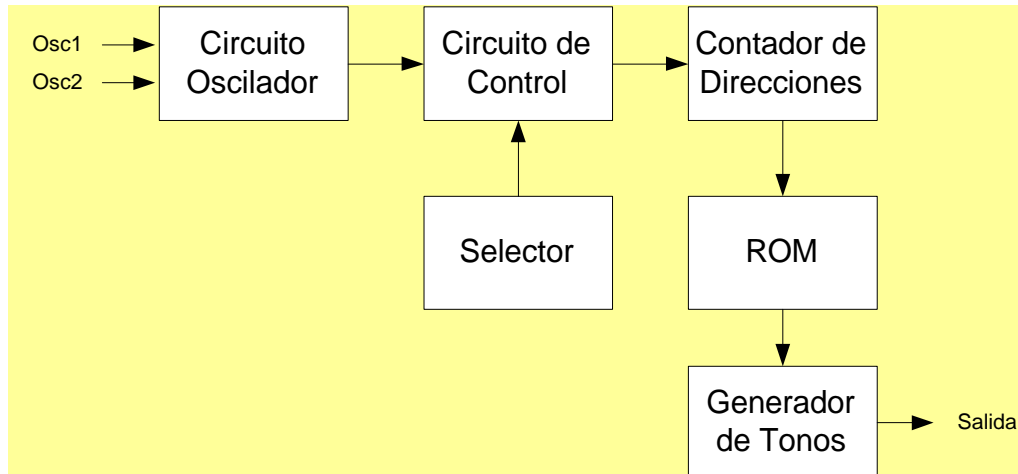 Osc1
Osc2
Circuito
Oscilador
Circuito de
Control
Contador de
Direcciones
Selector
ROM
Generador
de Tonos
Salida